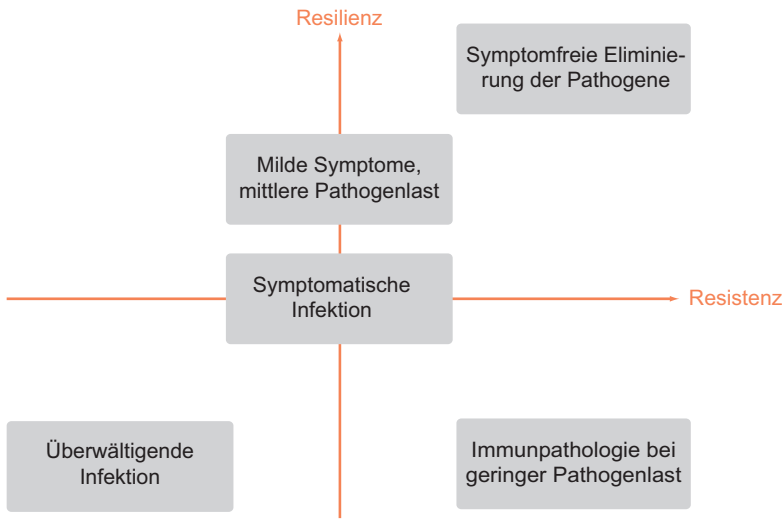 Resilienz
Symptomfreie Eliminie-
rung der Pathogene
Milde Symptome,
mittlere Pathogenlast
Symptomatische
Infektion
Resistenz
Überwältigende
Infektion
Immunpathologie bei
geringer Pathogenlast